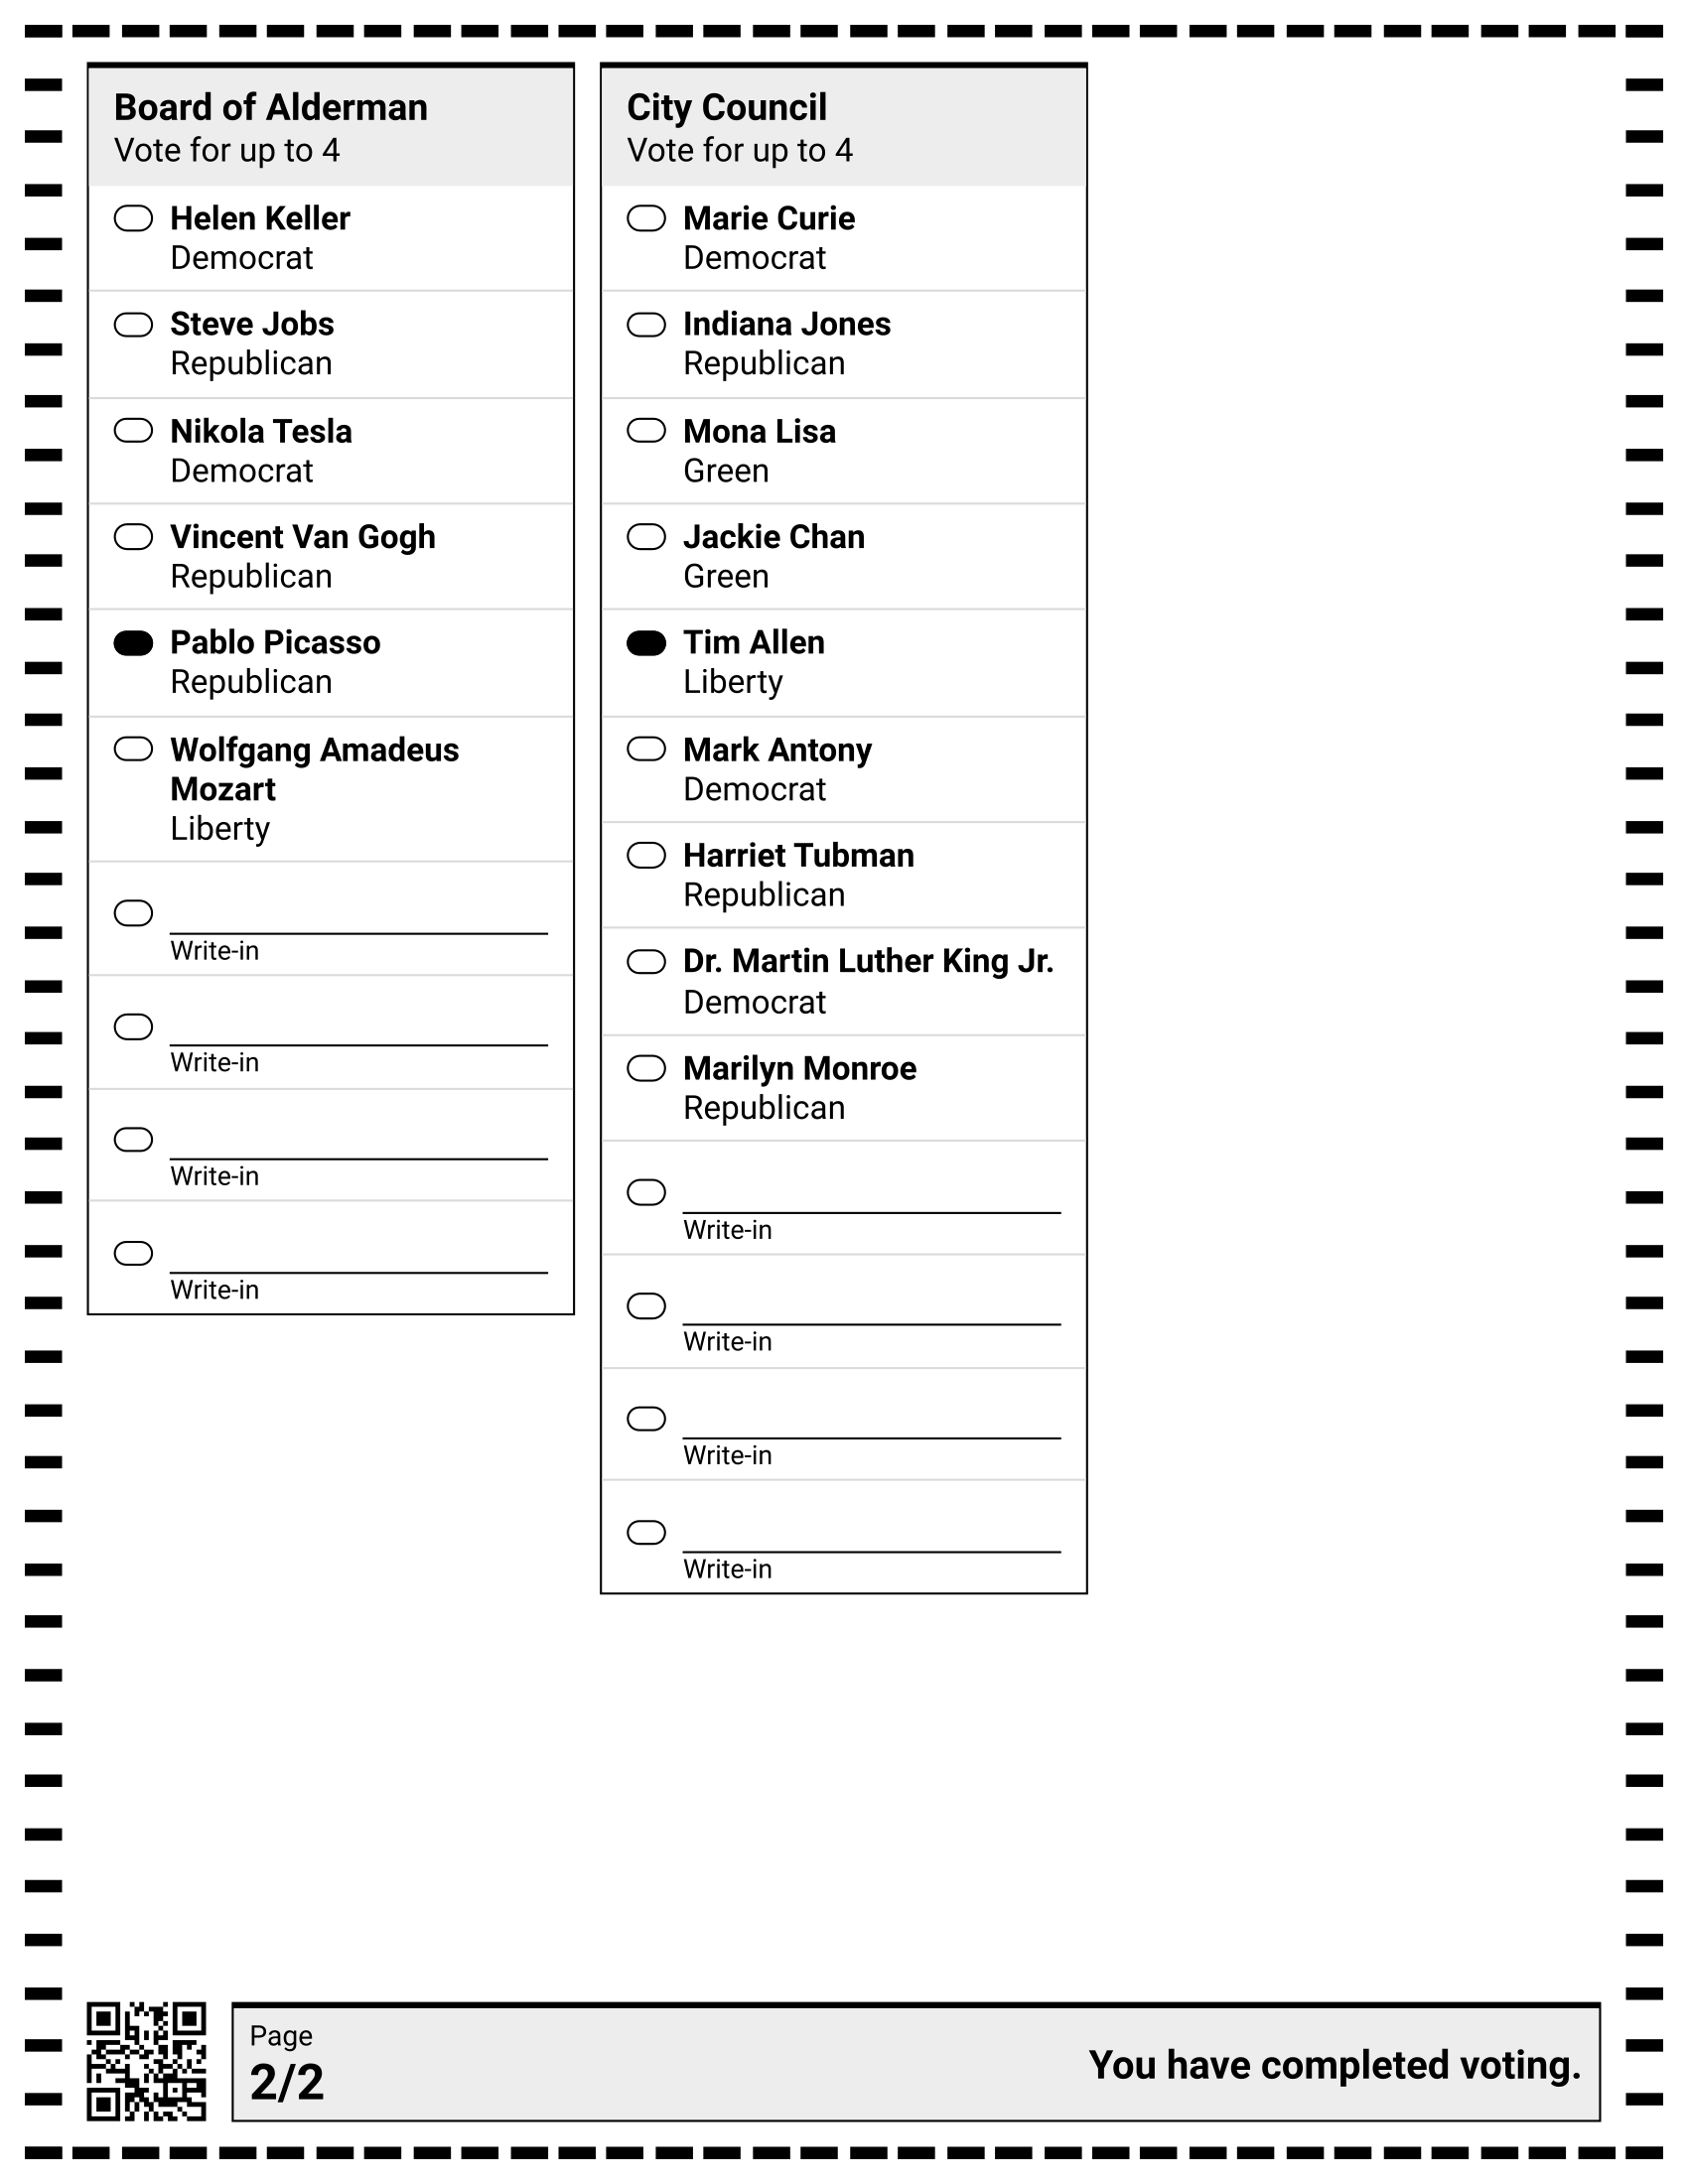 Board of Alderman
Vote for up to 4
Helen Keller
Democrat
Steve Jobs
Republican
Nikola Tesla
Democrat
Vincent Van Gogh
Republican
Pablo Picasso
Republican
Wolfgang Amadeus
Mozart
Liberty
Write-in
Write-in
Write-in
Write-in
City Council
Vote for up to 4
Marie Curie
Democrat
Indiana Jones
Republican
Mona Lisa
Green
Jackie Chan
Green
Tim Allen
Liberty
Mark Antony
Democrat
Harriet Tubman
Republican
Dr. Martin Luther King Jr.
Democrat
Marilyn Monroe
Republican
Write-in
Write-in
Write-in
Write-in
Page
2/2
You have completed voting.